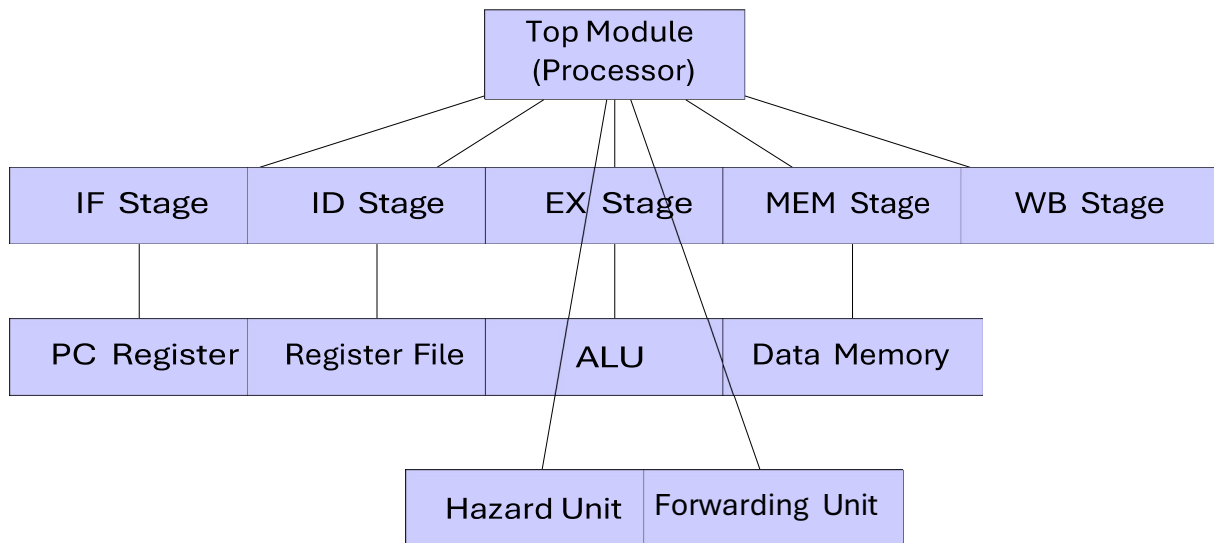 Top Module
(Processor)
IF Stage
ID Stage
EX Stage
MEM Stage
WB Stage
PC Register
Register File
ALU
Data Memory
Hazard Unit
Forwarding Unit